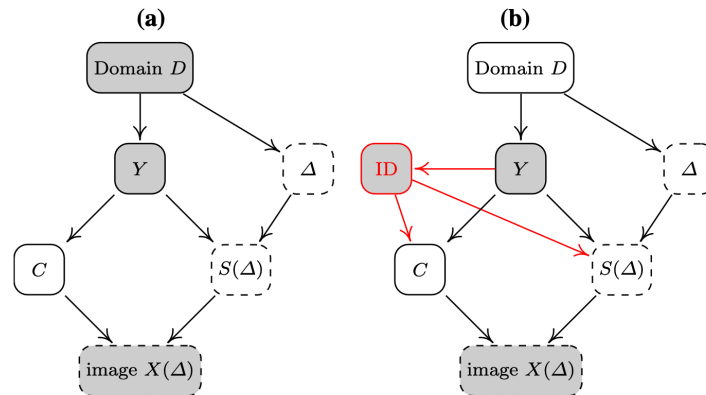 (a)
Domain D
Y
Δ
C
S(Δ)
image X(Δ)
(b)
Domain D
ID
Y
Δ
C
S(Δ)
image X(Δ)